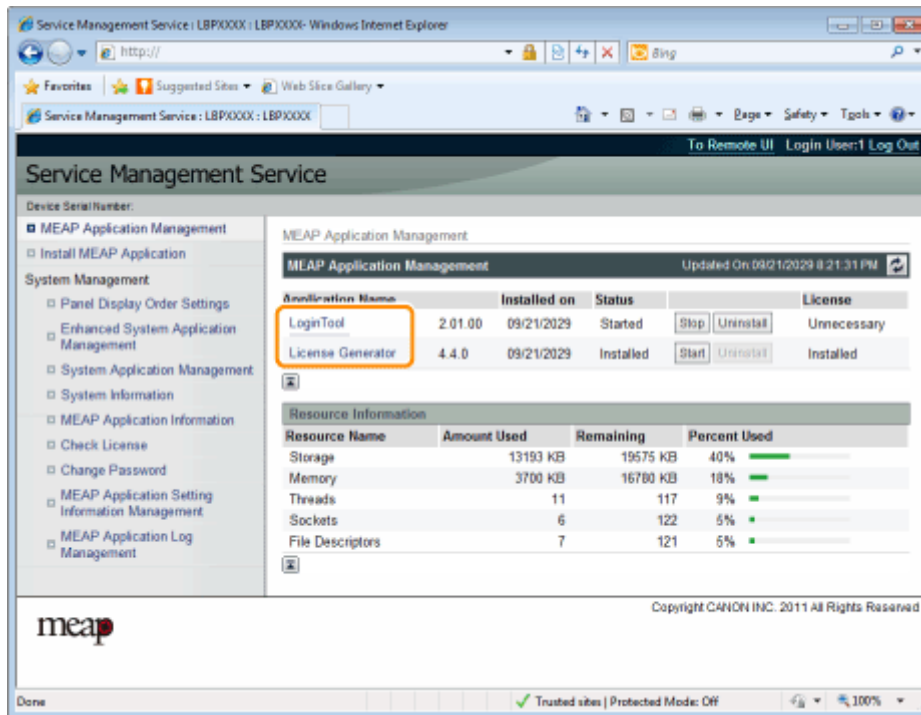 Service Management Service : LBPXXXX : LBPXXXX- Windows Internet Explorer
http://
Bing
Favorites Suggested Sites Web Slice Gallery
Service Management Service : LBPXXXX : LBPXXXX Page Safety Tools
To Remote UI Login User:1 Log Out
Service Management Service
Device Serial Number:
MEAP Application Management
Install MEAP Application
System Management
Panel Display Order Settings
Enhanced System Application
Management
System Application Management
System Information
MEAP Application Information
Check License
Change Password
MEAP Application Setting
Information Management
MEAP Application Log
Management
MEAP Application Management
MEAP Application Management Updated On:09/21/2029 8:21:31 PM
Application Name Installed on Status License
LoginTool 2.01.00 09/21/2029 Started Stop Uninstall Unnecessary
License Generator 4.4.0 09/21/2029 Installed Start Uninstall Installed
Resource Information
Resource Name Amount Used Remaining Percent Used
Storage 13193 KB 19575 KB 40%
Memory 3700 KB 16780 KB 18%
Threads 11 117 9%
Sockets 6 122 5%
File Descriptors 7 121 6%
meap
Copyright CANON INC. 2011 All Rights Reserved
Done Trusted sites | Protected Mode: Off 100%